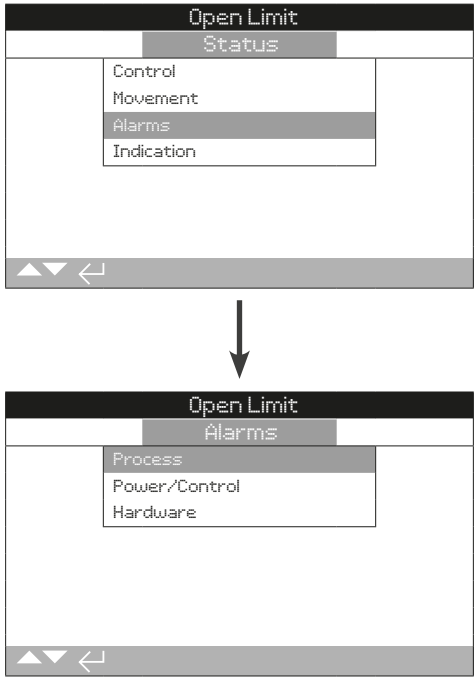 Open Limit
Status
Control
Movement
Alarms
Indication
Open Limit
Alarms
Process
Power/Control
Hardware